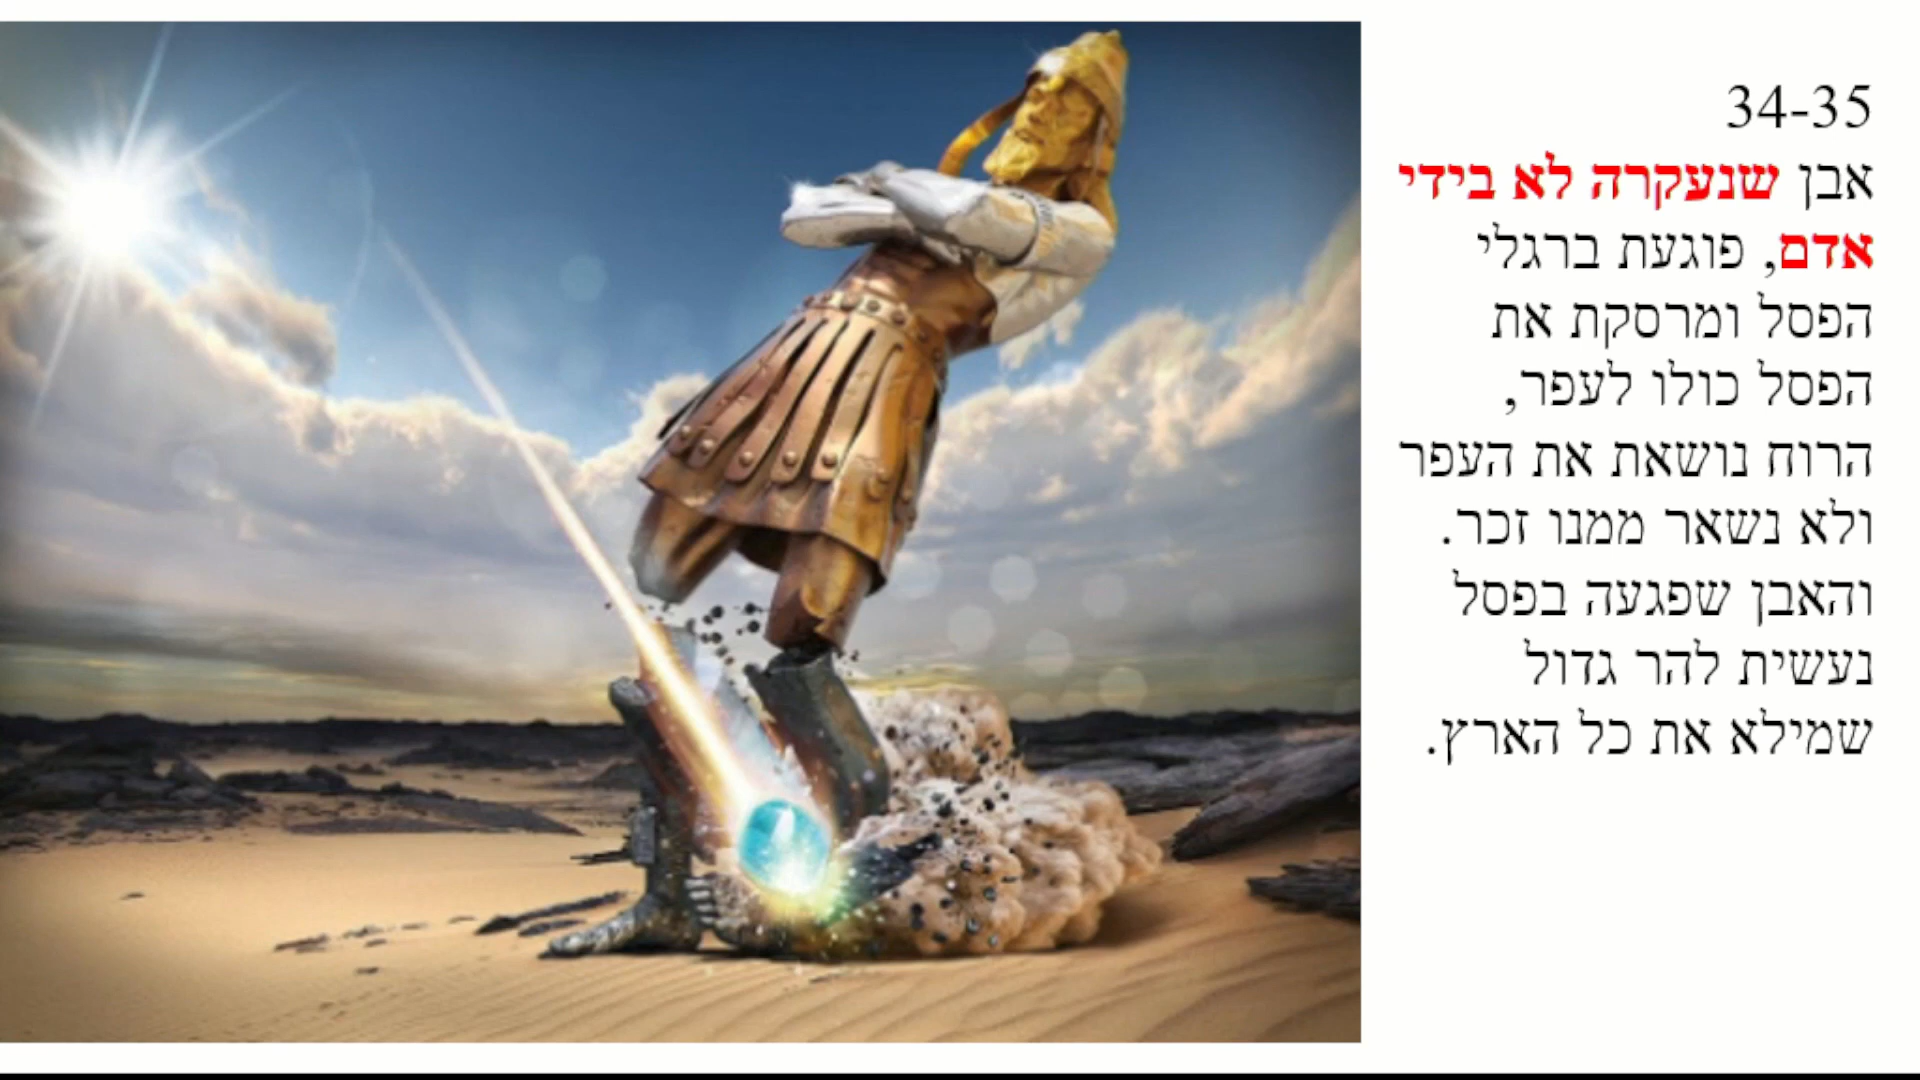 34-35
אבן שנעקרה לא בידי
אדם, פוגעת ברגלי
הפסל ומרסקת את
הפסל כולו לעפר,
הרוח נושאת את העפר
ולא נשאר ממנו זכר.
והאבן שפגעה בפסל
נעשית להר גדול
שמילא את כל הארץ.